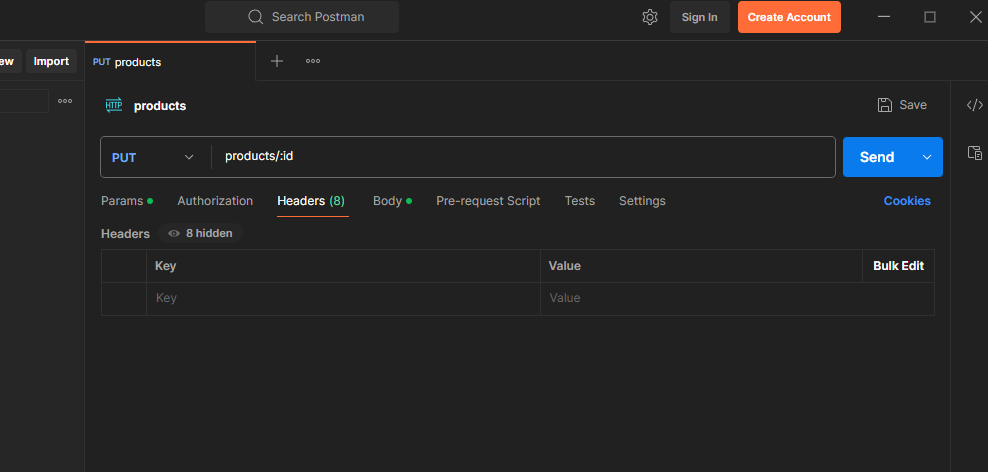 Search Postman
Sign In
Create Account
ew
Import
PUT products
HTTP products
Save
PUT
products/:id
Send
Params
Authorization
Headers (8)
Body
Pre-request Script
Tests
Settings
Cookies
Headers
8 hidden
Key
Value
Bulk Edit
Key
Value